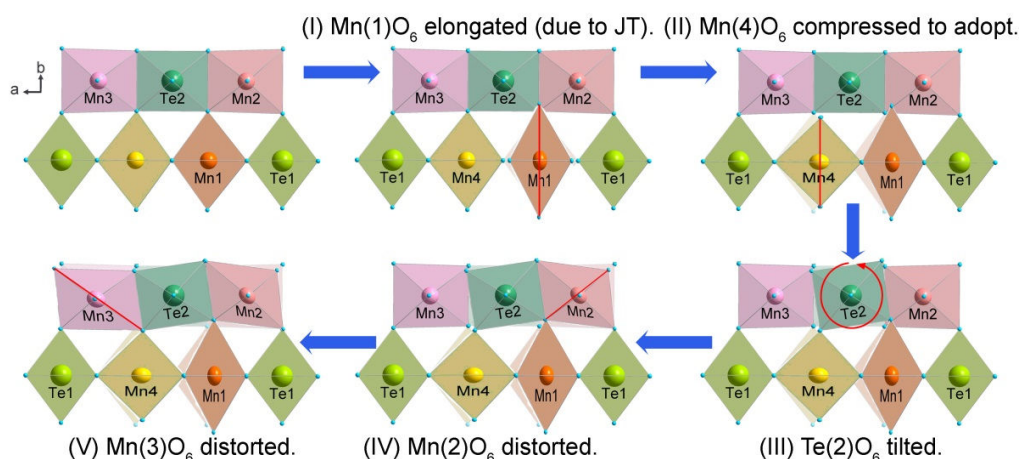 (I) Mn(1)O₆ elongated (due to JT).
(II) Mn(4)O₆ compressed to adopt.
b
a
Mn3 Te2 Mn2
Mn1 Te1
Mn3 Te2 Mn2
Te1 Mn4 Mn1 Te1
Mn3 Te2 Mn2
Te1 Mn4 Mn1 Te1
Mn3 Te2 Mn2
Te1 Mn4 Mn1 Te1
Mn3 Te2 Mn2
Te1 Mn4 Mn1 Te1
Mn3 Te2 Mn2
Te1 Mn4 Mn1 Te1
(V) Mn(3)O₆ distorted.
(IV) Mn(2)O₆ distorted.
(III) Te(2)O₆ tilted.